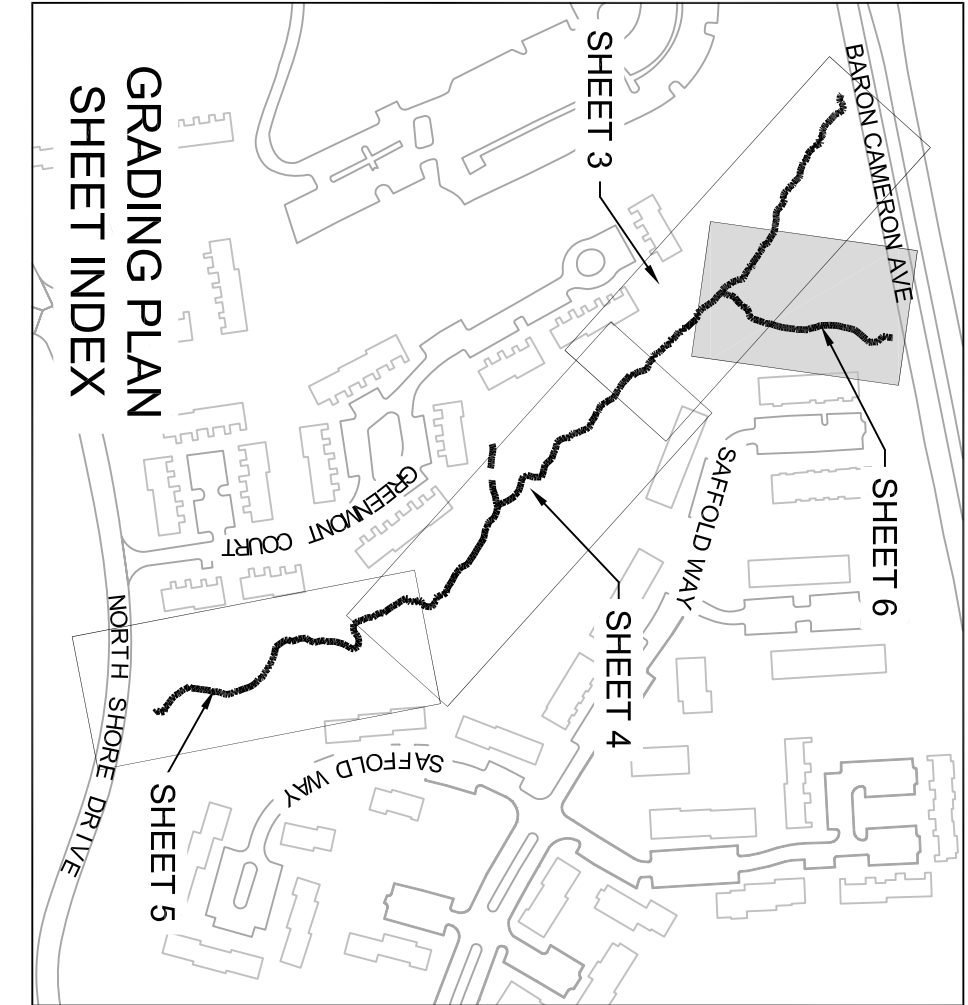 BARON CAMERON AVE
SHEET 3
SHEET 6
SAFFOLD WAY
SHEET 4
GREENMONT COURT
SAFFOLD WAY
SHEET 5
NORTH SHORE DRIVE
GRADING PLAN
SHEET INDEX